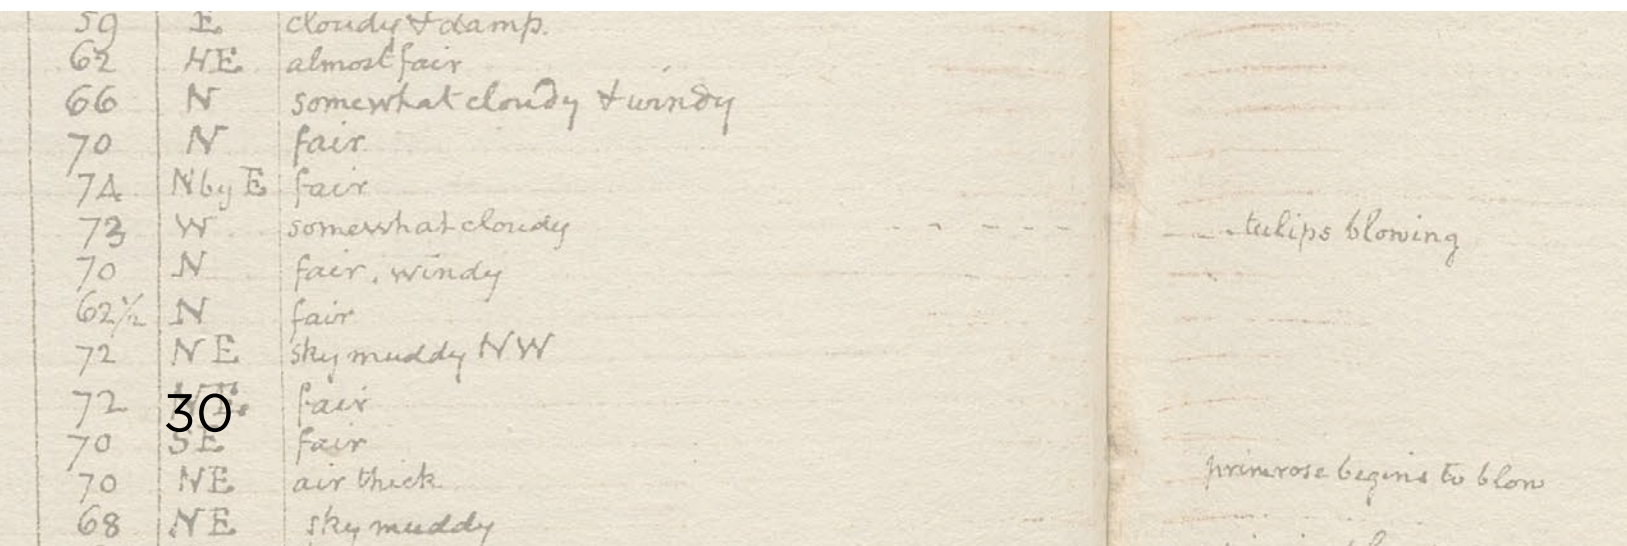 59 E cloudy & damp.
62 NE almost fair
66 N somewhat cloudy & windy
70 N fair
74 N by E fair
73 W somewhat cloudy tulips blowing
70 N fair. windy
62½ N fair
72 NE sky muddy NW
72 30 fair
70 SE fair
70 NE air thick primrose begins to blow
68 NE sky muddy